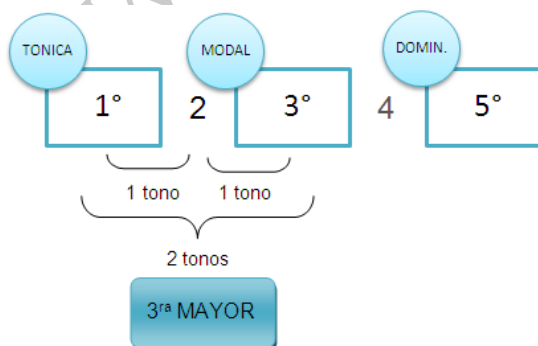 TONICA MODAL DOMIN.
1° 2 3° 4 5°
1 tono 1 tono
2 tonos
3ra MAYOR